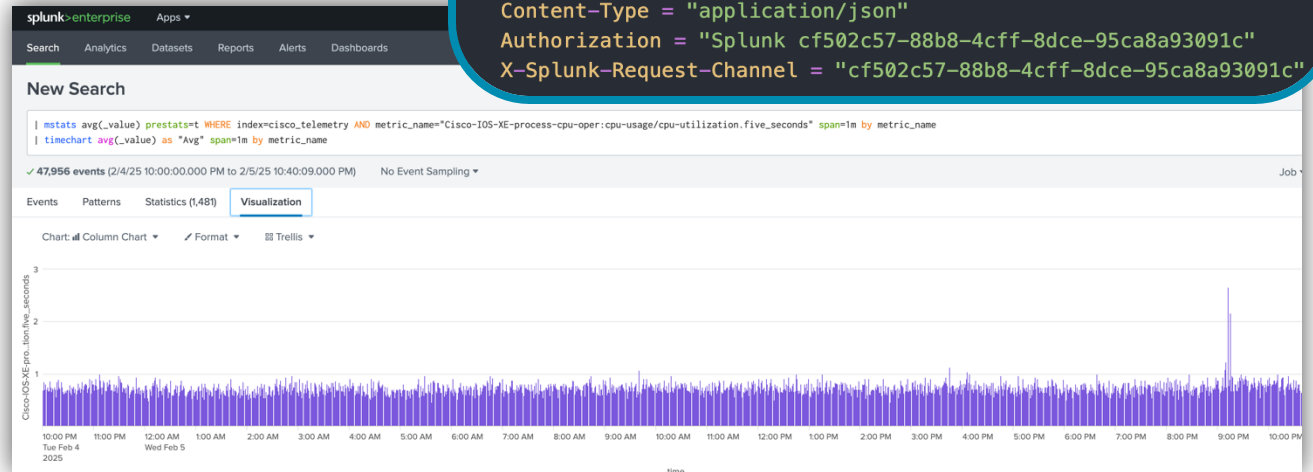 splunk>enterprise Apps
Content-Type = "application/json"
Authorization = "Splunk cf502c57-88b8-4cff-8dce-95ca8a93091c"
X-Splunk-Request-Channel = "cf502c57-88b8-4cff-8dce-95ca8a93091c"
Search Analytics Datasets Reports Alerts Dashboards
New Search
| mstats avg(_value) prestats=t WHERE index=cisco_telemetry AND metric_name="Cisco-IOS-XE-process-cpu-oper:cpu-usage/cpu-utilization.five_seconds" span=1m by metric_name
| timechart avg(_value) as "Avg" span=1m by metric_name
✓ 47,956 events (2/4/25 10:00:00.000 PM to 2/5/25 10:40:09.000 PM) No Event Sampling Job
Events Patterns Statistics (1,481) Visualization
Chart: Column Chart Format Trellis
3
2
1
Cisco-IOS-XE-pro...tion.five_seconds
10:00 PM 11:00 PM 12:00 AM 1:00 AM 2:00 AM 3:00 AM 4:00 AM 5:00 AM 6:00 AM 7:00 AM 8:00 AM 9:00 AM 10:00 AM 11:00 AM 12:00 PM 1:00 PM 2:00 PM 3:00 PM 4:00 PM 5:00 PM 6:00 PM 7:00 PM 8:00 PM 9:00 PM 10:00 PM
Tue Feb 4 Wed Feb 5
2025
time